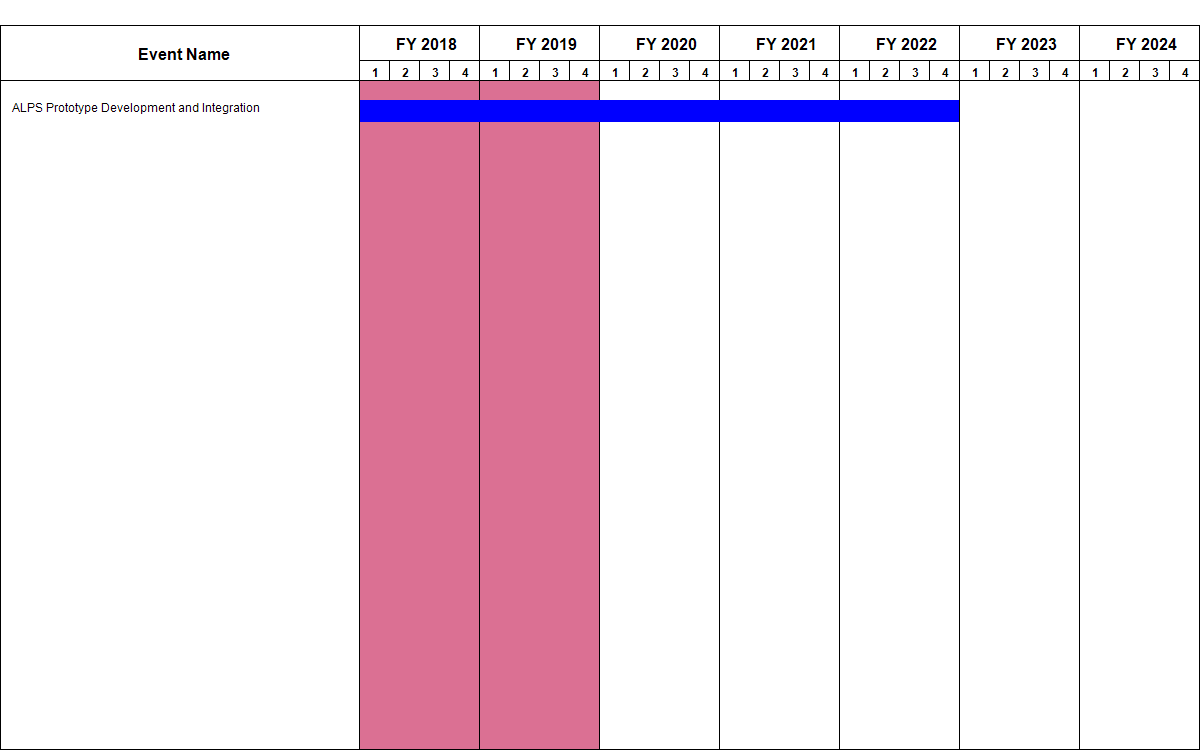 Event Name
FY 2018 FY 2019 FY 2020 FY 2021 FY 2022 FY 2023 FY 2024
1 2 3 4 1 2 3 4 1 2 3 4 1 2 3 4 1 2 3 4 1 2 3 4 1 2 3 4
ALPS Prototype Development and Integration